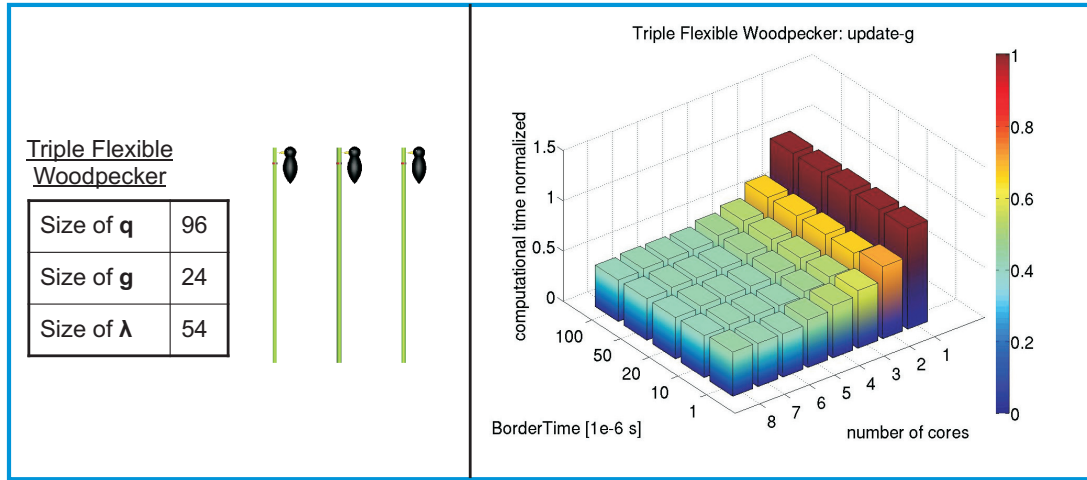 Triple Flexible
Woodpecker
Size of q 96
Size of g 24
Size of λ 54
Triple Flexible Woodpecker: update-g
computational time normalized
1.5
1
0.5
0
100
50
20
10
1
BorderTime [1e-6 s]
8
7
6
5
4
3
2
1
number of cores
1
0.8
0.6
0.4
0.2
0